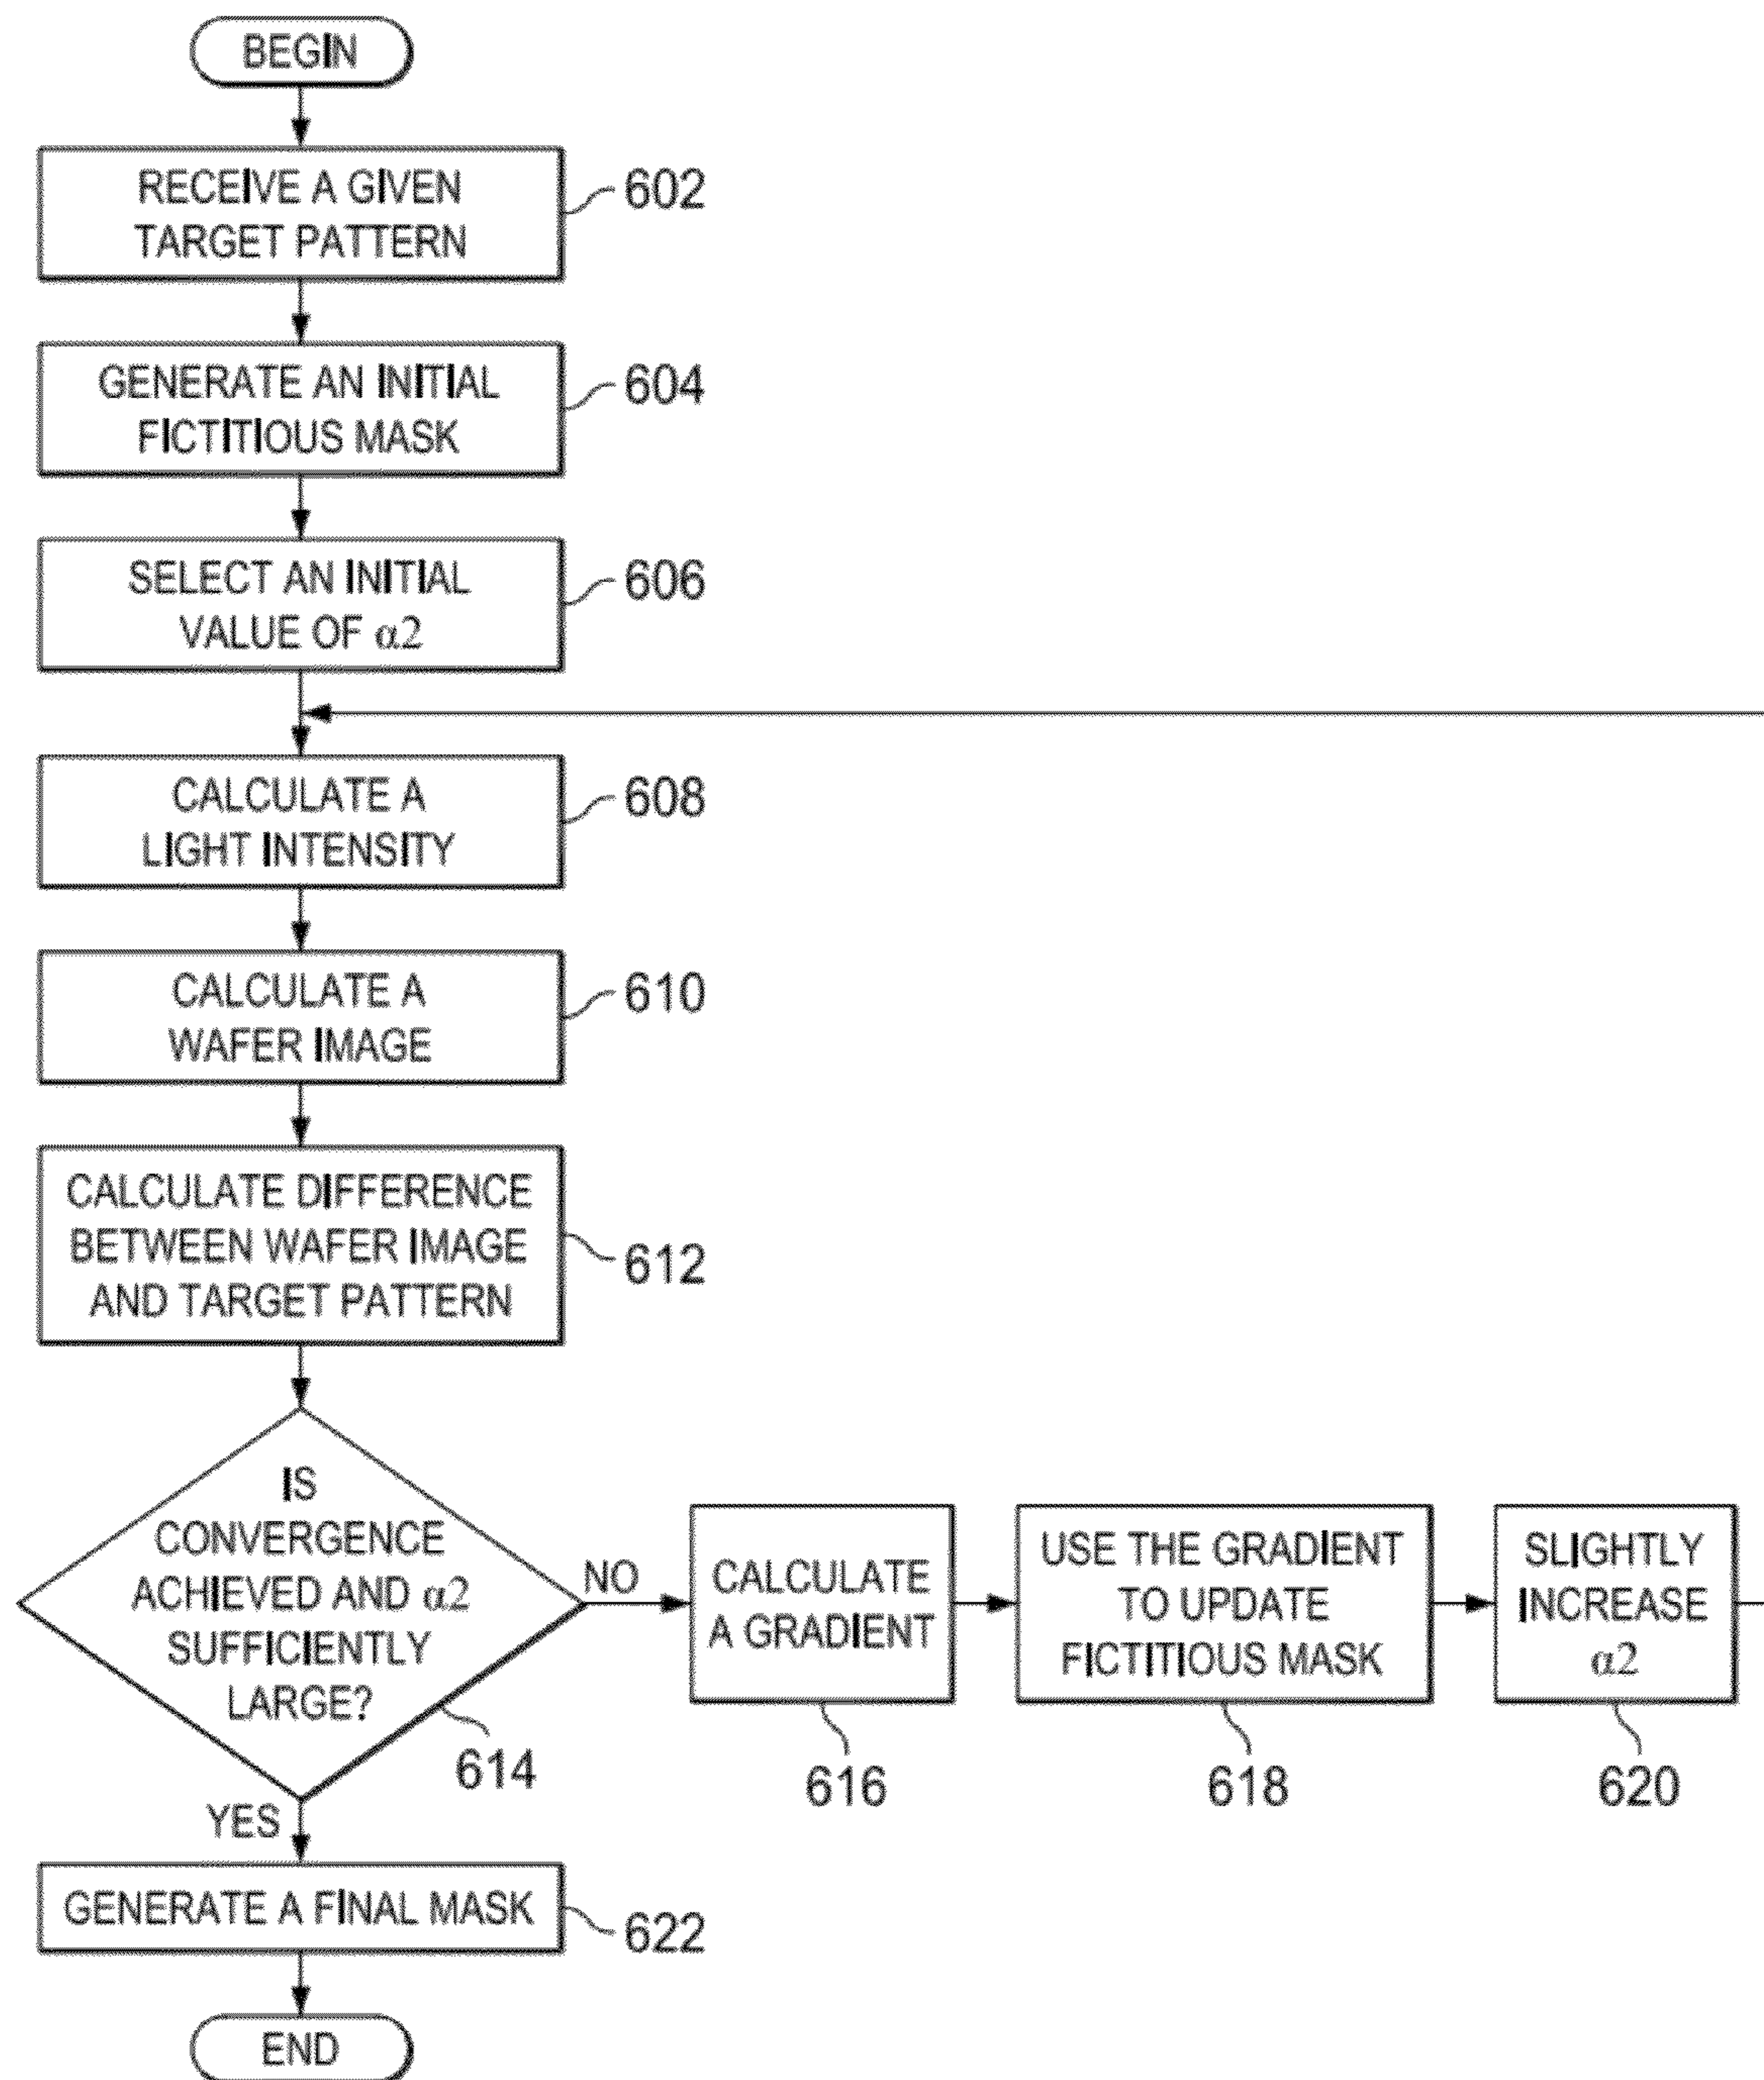 BEGIN
RECEIVE A GIVEN
TARGET PATTERN
602
GENERATE AN INITIAL
FICTITIOUS MASK
604
SELECT AN INITIAL
VALUE OF α2
606
CALCULATE A
LIGHT INTENSITY
608
CALCULATE A
WAFER IMAGE
610
CALCULATE DIFFERENCE
BETWEEN WAFER IMAGE
AND TARGET PATTERN
612
IS
CONVERGENCE
ACHIEVED AND α2
SUFFICIENTLY
LARGE?
614
NO
CALCULATE
A GRADIENT
616
USE THE GRADIENT
TO UPDATE
FICTITIOUS MASK
618
SLIGHTLY
INCREASE
α2
620
YES
GENERATE A FINAL MASK
622
END